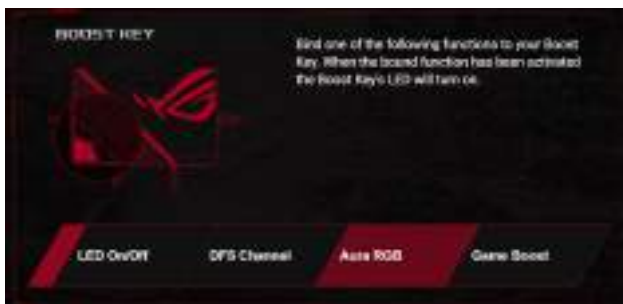 BOOST KEY
Bind one of the following functions to your Boost
Key. When the bound function has been activated
the Boost Key's LED will turn on.
LED On/Off
DFS Channel
Aura RGB
Game Boost